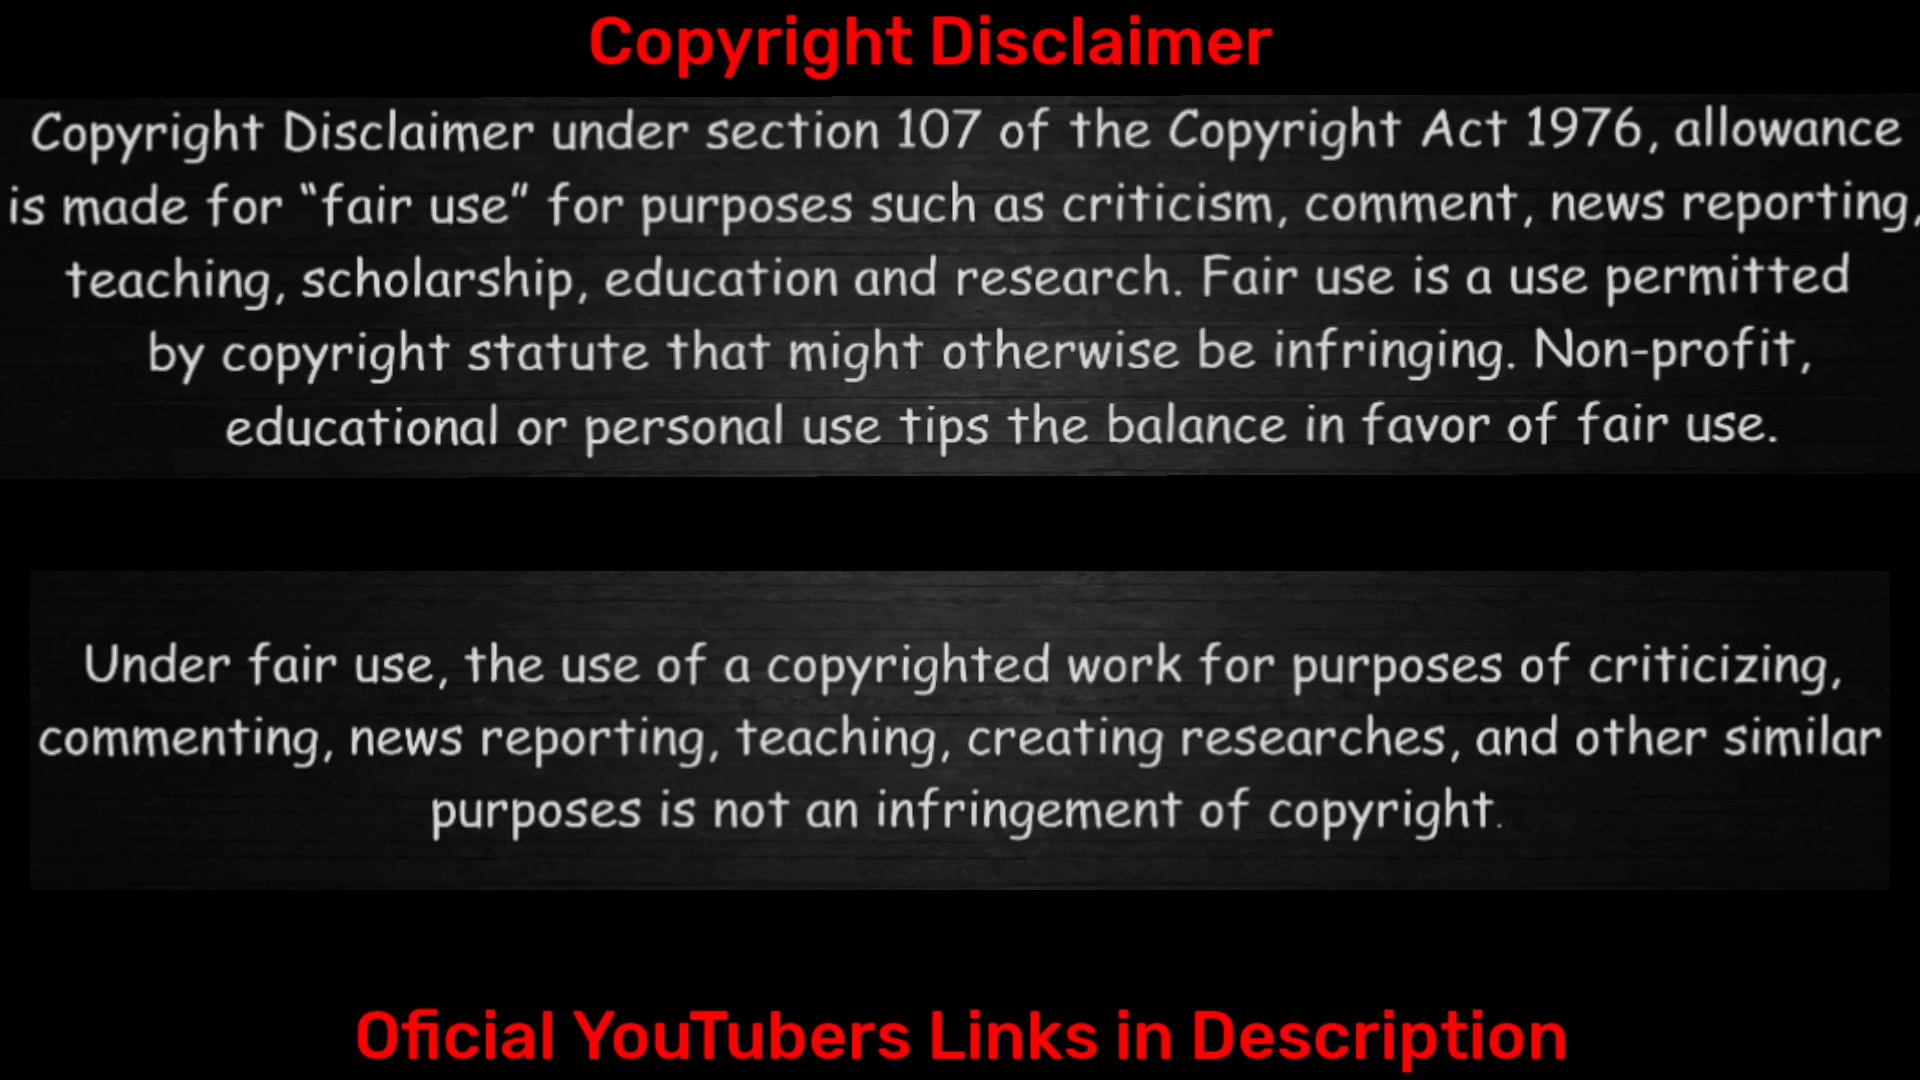 Copyright Disclaimer
Copyright Disclaimer under section 107 of the Copyright Act 1976, allowance
is made for “fair use” for purposes such as criticism, comment, news reporting,
teaching, scholarship, education and research. Fair use is a use permitted
by copyright statute that might otherwise be infringing. Non-profit,
educational or personal use tips the balance in favor of fair use.
Under fair use, the use of a copyrighted work for purposes of criticizing,
commenting, news reporting, teaching, creating researches, and other similar
purposes is not an infringement of copyright.
Oficial YouTubers Links in Description